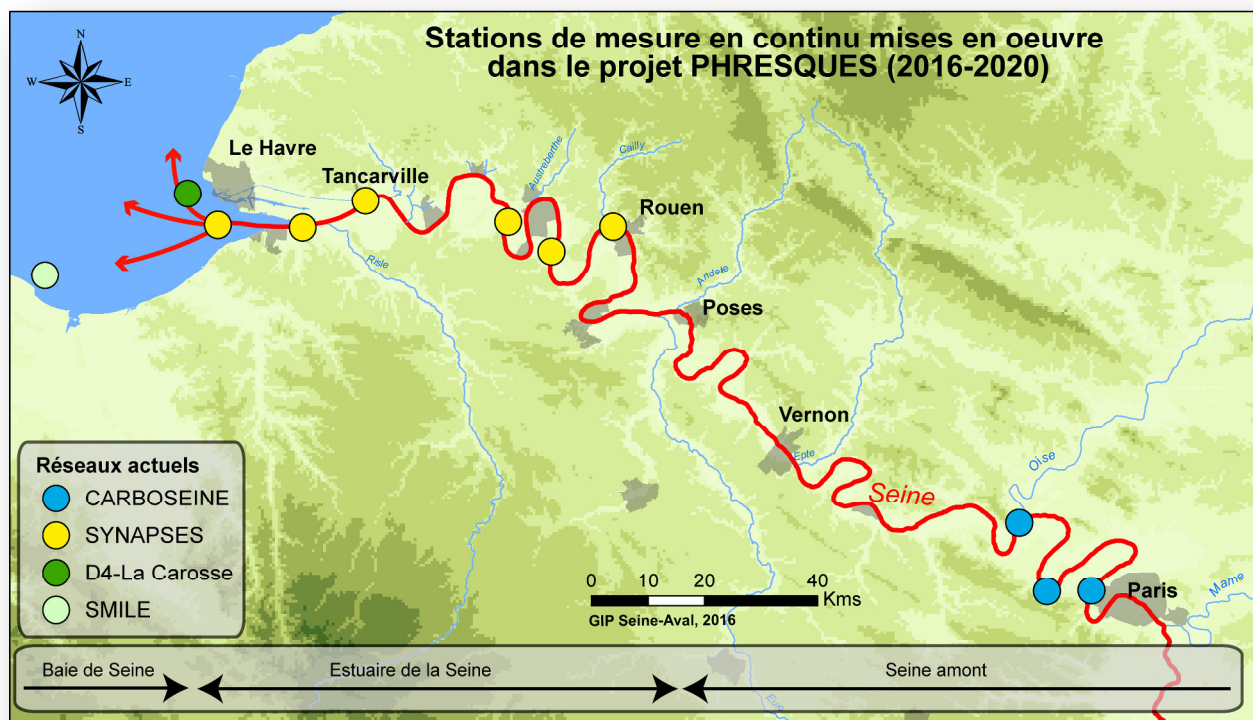 Stations de mesure en continu mises en oeuvre
dans le projet PHRESQUES (2016-2020)
N
W
E
S
Le Havre
Tancarville
Austreberthe
Cailly
Rouen
Risle
Andelle
Poses
Vernon
Epte
Seine
Oise
Paris
Marne
Eure
Réseaux actuels
CARBOSEINE
SYNAPSES
D4-La Carosse
SMILE
0 10 20 40
Kms
GIP Seine-Aval, 2016
Baie de Seine
Estuaire de la Seine
Seine amont